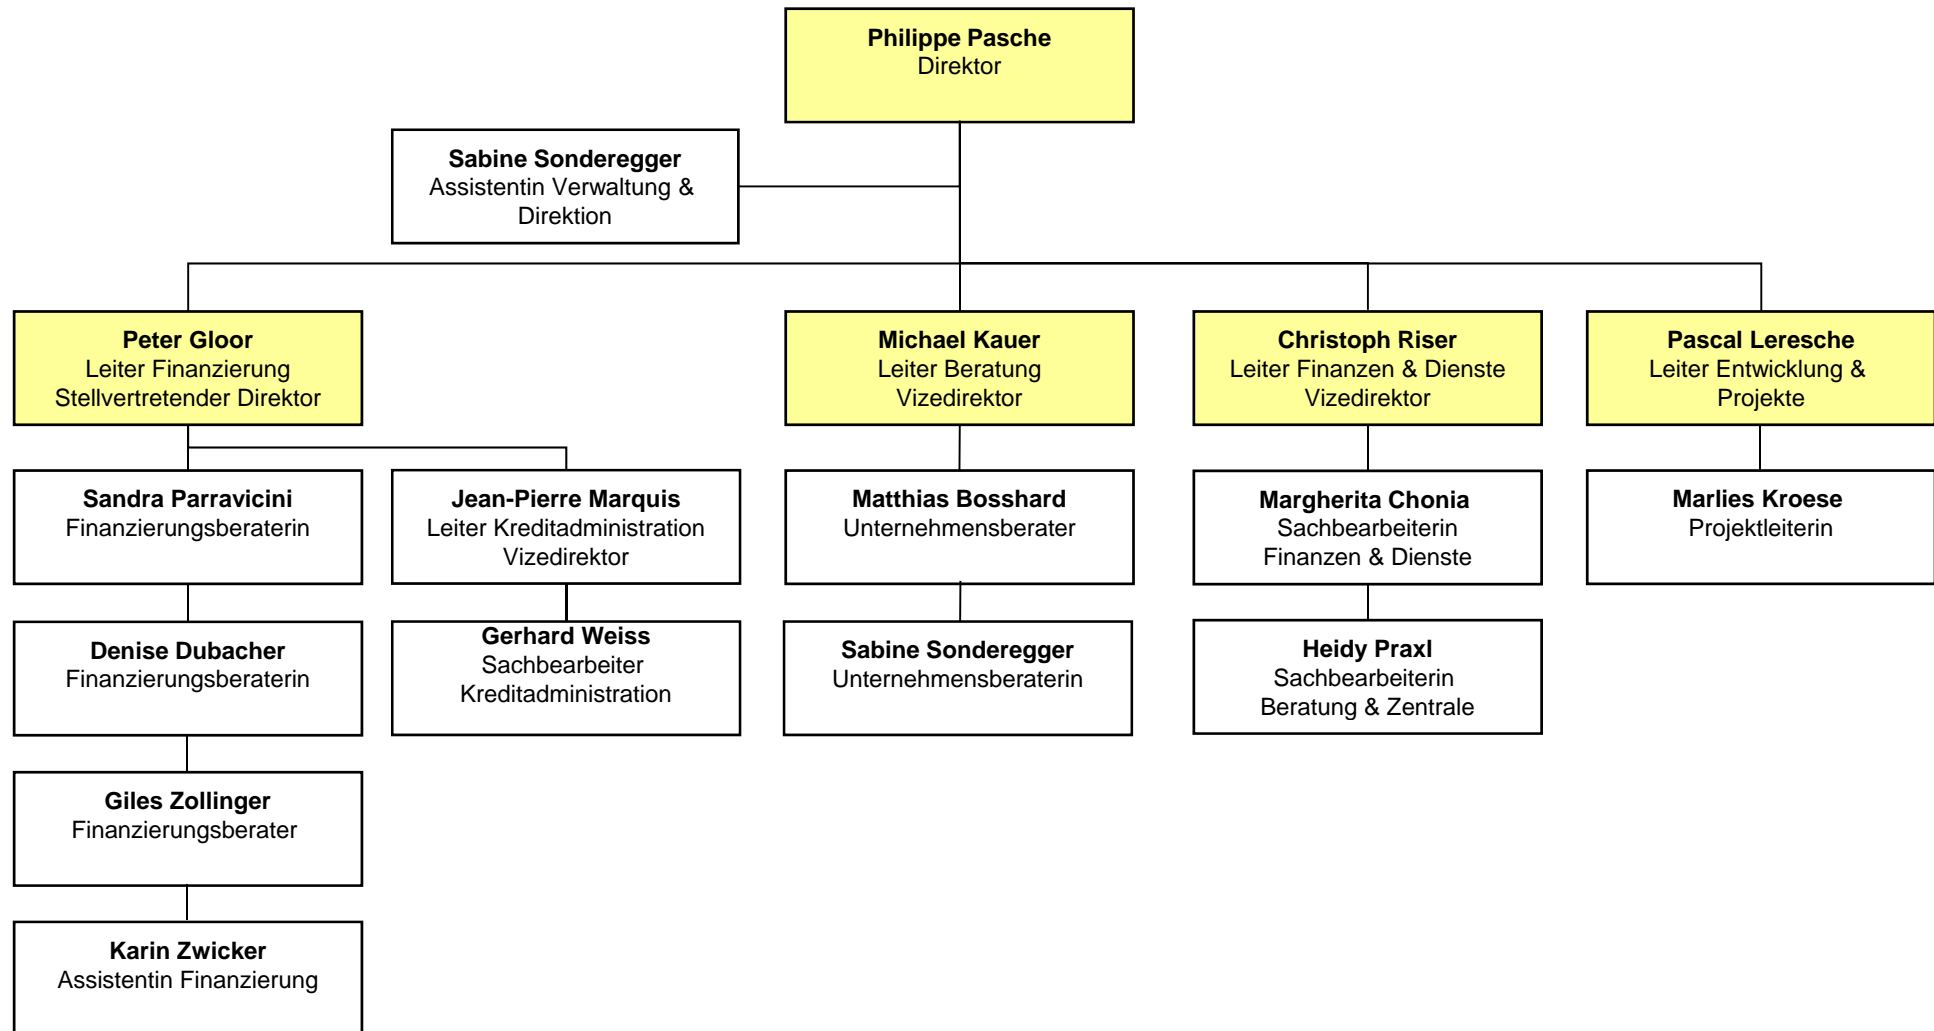 Philippe Pasche
Direktor
Sabine Sonderegger
Assistentin Verwaltung &
Direktion
Peter Gloor
Leiter Finanzierung
Stellvertretender Direktor
Michael Kauer
Leiter Beratung
Vizedirektor
Christoph Riser
Leiter Finanzen & Dienste
Vizedirektor
Pascal Leresche
Leiter Entwicklung &
Projekte
Sandra Parravicini
Finanzierungsberaterin
Jean-Pierre Marquis
Leiter Kreditadministration
Vizedirektor
Matthias Bosshard
Unternehmensberater
Margherita Chonia
Sachbearbeiterin
Finanzen & Dienste
Marlies Kroese
Projektleiterin
Denise Dubacher
Finanzierungsberaterin
Gerhard Weiss
Sachbearbeiter
Kreditadministration
Sabine Sonderegger
Unternehmensberaterin
Heidy Praxl
Sachbearbeiterin
Beratung & Zentrale
Giles Zollinger
Finanzierungsberater
Karin Zwicker
Assistentin Finanzierung